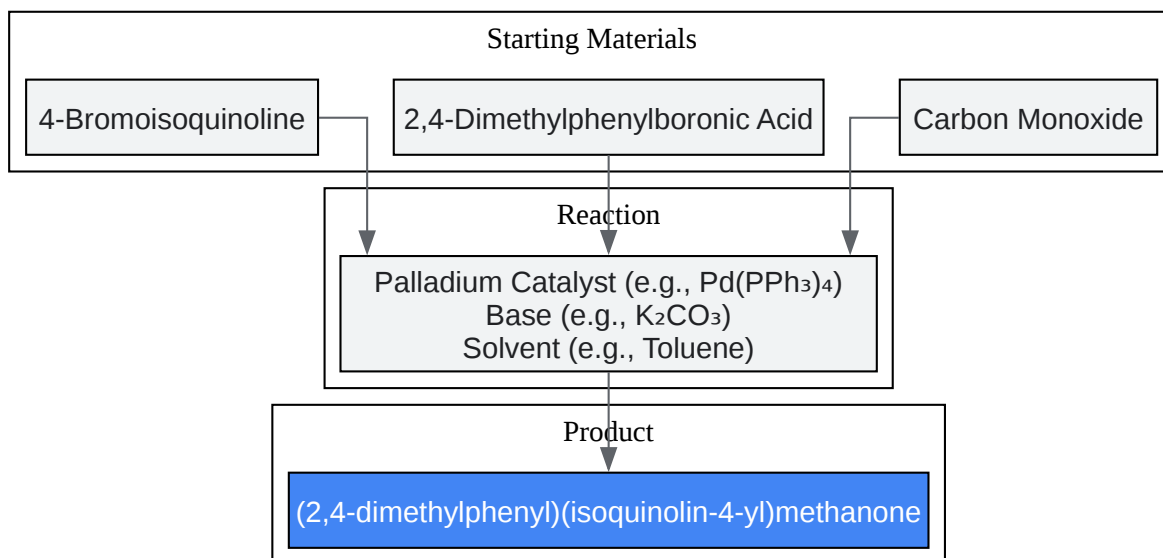 Starting Materials
4-Bromoisoquinoline
2,4-Dimethylphenylboronic Acid
Carbon Monoxide
Reaction
Palladium Catalyst (e.g., Pd(PPh₃)₄)
Base (e.g., K₂CO₃)
Solvent (e.g., Toluene)
Product
(2,4-dimethylphenyl)(isoquinolin-4-yl)methanone